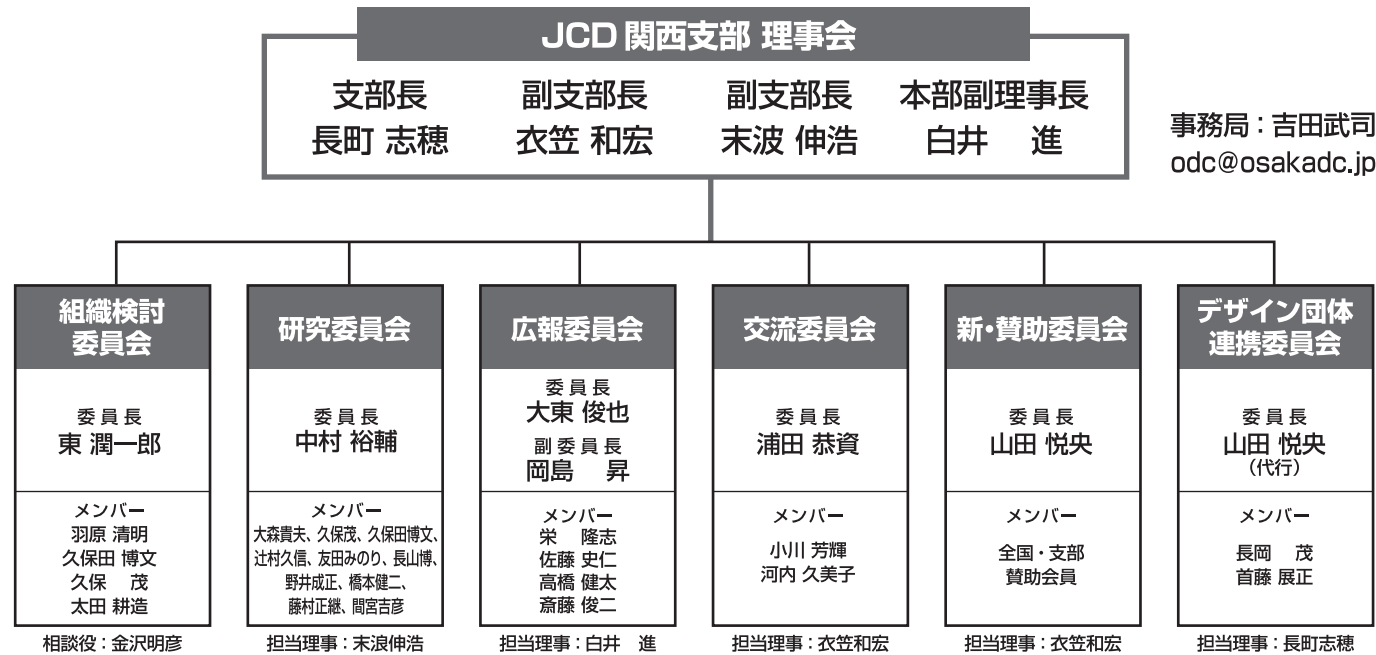 JCD関西支部 理事会
支部長
長町 志穂
副支部長
衣笠 和宏
副支部長
末波 伸浩
本部副理事長
白井 進
事務局：吉田武司
odc@osakadc.jp
組織検討
委員会
委員長
東 潤一郎
メンバー
羽原 清明
久保田 博文
久保 茂
太田 耕造
相談役：金沢明彦
研究委員会
委員長
中村 裕輔
メンバー
大森貴夫、久保茂、久保田博文、
辻村久信、友田みのり、長山博、
野井成正、橋本健二、
藤村正継、間宮吉彦
担当理事：末浪伸浩
広報委員会
委員長
大東 俊也
副委員長
岡島 昇
メンバー
栄 隆志
佐藤 史仁
高橋 健太
斎藤 俊二
担当理事：白井 進
交流委員会
委員長
浦田 恭資
メンバー
小川 芳輝
河内 久美子
担当理事：衣笠和宏
新・賛助委員会
委員長
山田 悦央
メンバー
全国・支部
賛助会員
担当理事：衣笠和宏
デザイン団体
連携委員会
委員長
山田 悦央
（代行）
メンバー
長岡 茂
首藤 展正
担当理事：長町志穂